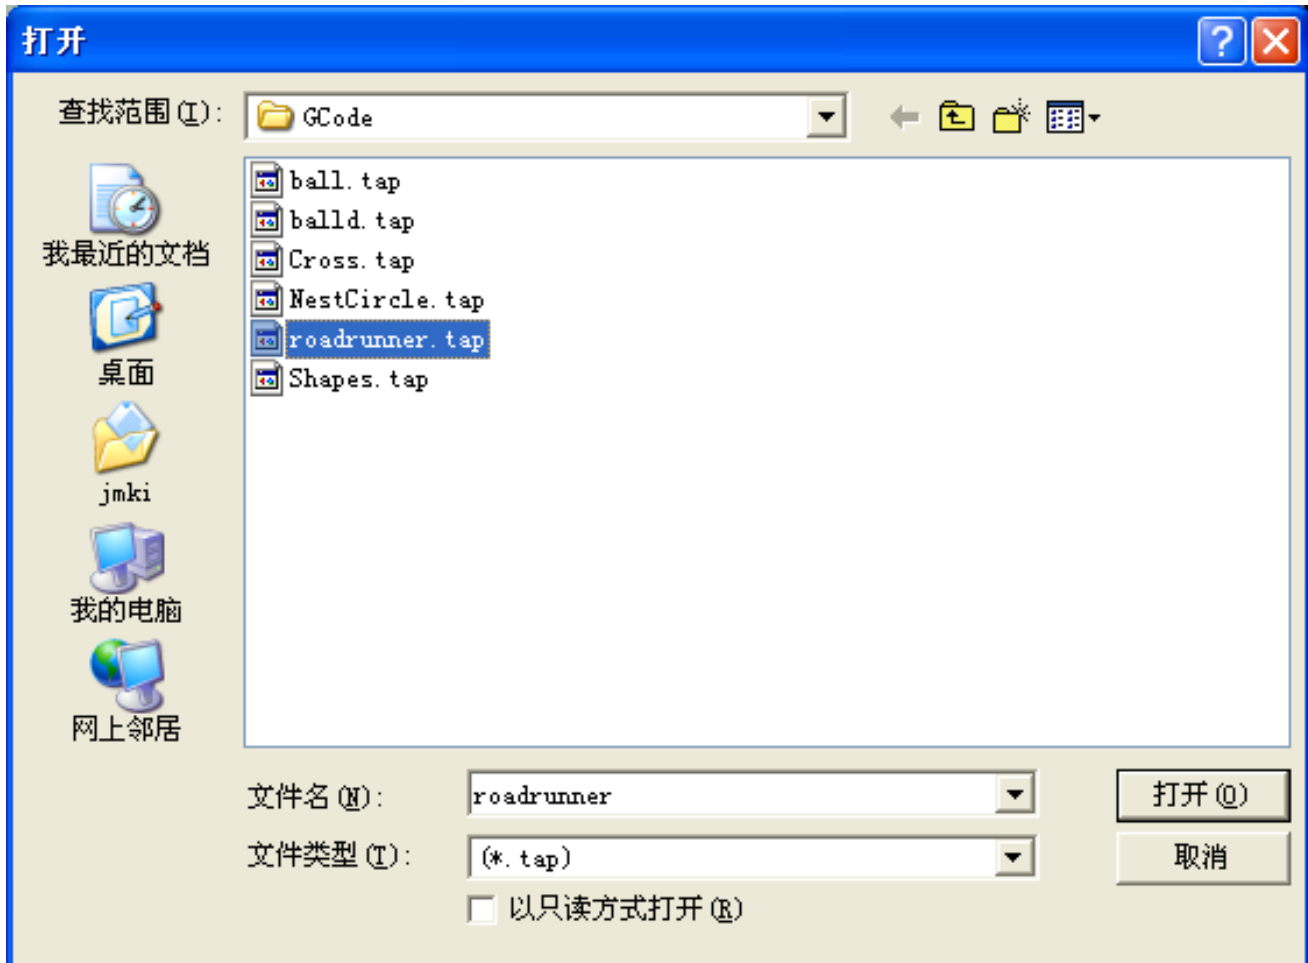 打开
查找范围(I):
GCode
ball.tap
balld.tap
Cross.tap
NestCircle.tap
roadrunner.tap
Shapes.tap
我最近的文档
桌面
jmki
我的电脑
网上邻居
文件名(N):
roadrunner
打开(O)
文件类型(T):
(*.tap)
取消
以只读方式打开(R)